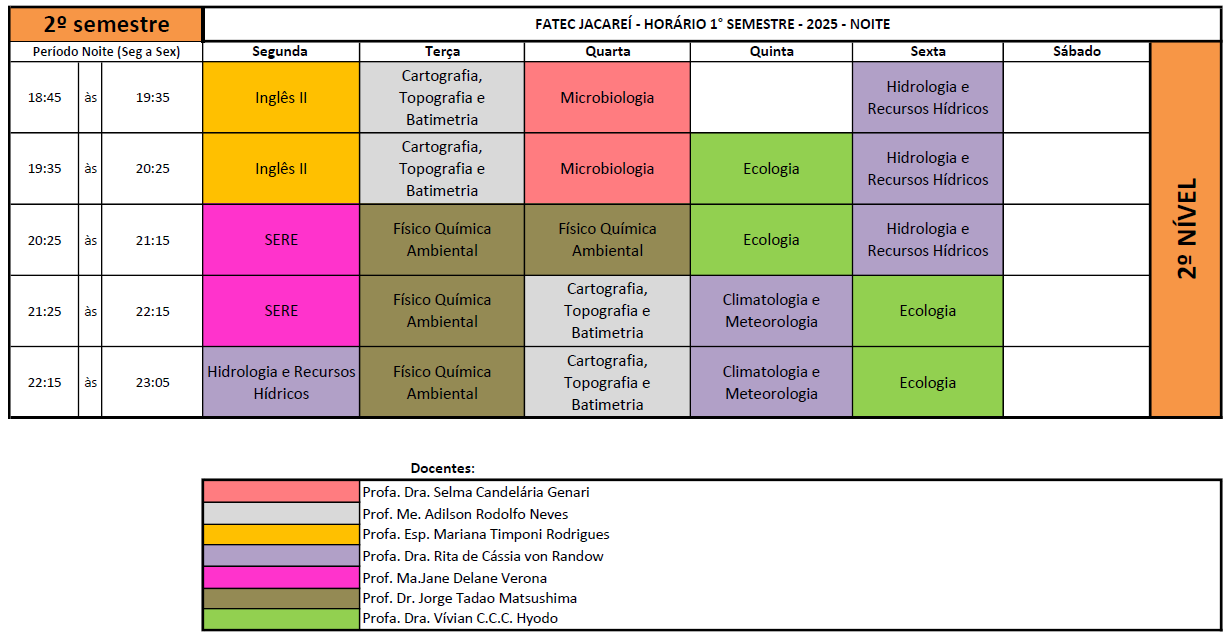 2º semestre
FATEC JACAREÍ - HORÁRIO 1° SEMESTRE - 2025 - NOITE
Período Noite (Seg a Sex) Segunda Terça Quarta Quinta Sexta Sábado
18:45 às 19:35 Inglês II Cartografia, Topografia e Batimetria Microbiologia Hidrologia e Recursos Hídricos
19:35 às 20:25 Inglês II Cartografia, Topografia e Batimetria Microbiologia Ecologia Hidrologia e Recursos Hídricos
20:25 às 21:15 SERE Físico Química Ambiental Físico Química Ambiental Ecologia Hidrologia e Recursos Hídricos
21:25 às 22:15 SERE Físico Química Ambiental Cartografia, Topografia e Batimetria Climatologia e Meteorologia Ecologia
22:15 às 23:05 Hidrologia e Recursos Hídricos Físico Química Ambiental Cartografia, Topografia e Batimetria Climatologia e Meteorologia Ecologia
2º NÍVEL
Docentes:
Profa. Dra. Selma Candelária Genari
Prof. Me. Adilson Rodolfo Neves
Profa. Esp. Mariana Timponi Rodrigues
Profa. Dra. Rita de Cássia von Randow
Prof. Ma.Jane Delane Verona
Prof. Dr. Jorge Tadao Matsushima
Profa. Dra. Vívian C.C.C. Hyodo